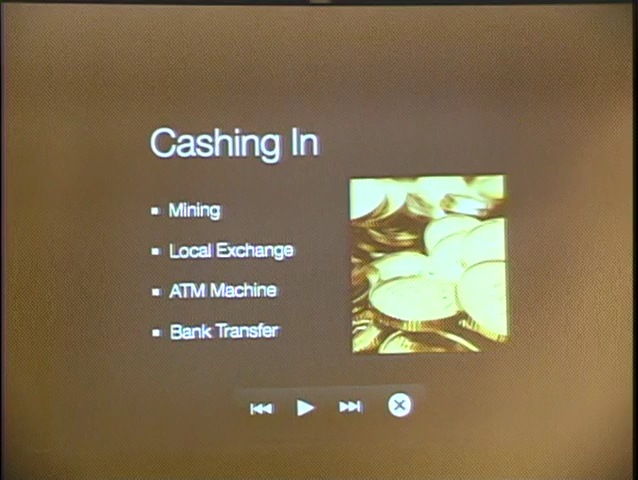 Cashing In
Mining
Local Exchange
ATM Machine
Bank Transfer